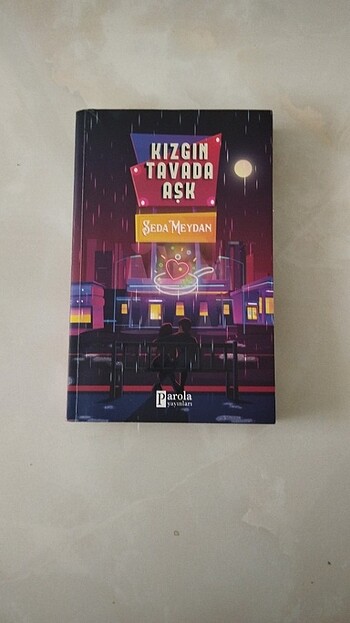 KIZGIN
TAVADA
AŞK
SEDA MEYDAN
Parola
yayınları